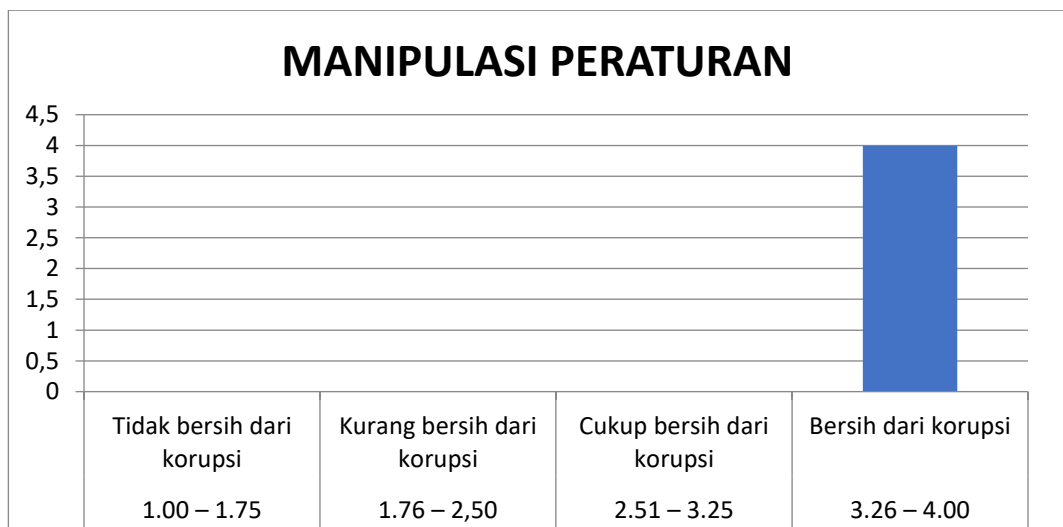 MANIPULASI PERATURAN
4,5
4
3,5
3
2,5
2
1,5
1
0,5
0
Tidak bersih dari
korupsi
Kurang bersih dari
korupsi
Cukup bersih dari
korupsi
Bersih dari korupsi
1.00 – 1.75
1.76 – 2,50
2.51 – 3.25
3.26 – 4.00